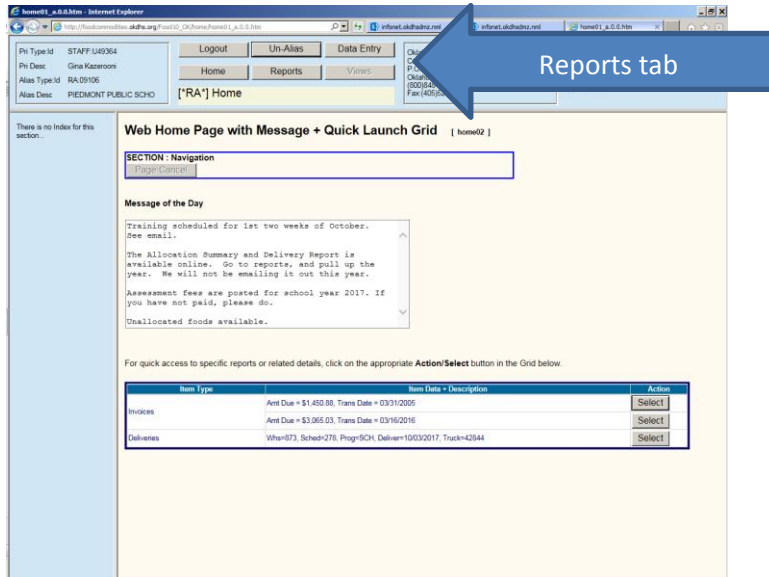 home01_a.0.0.htm - Internet Explorer
http://foodcommodities.okdhs.org/Food10_OK/home/home01_a.0.0.htm
infonet.okdhsdmz.nml
infonet.okdhsdmz.nml
home01_a.0.0.htm
Pri Type:Id STAFF:U49364
Pri Desc Gina Kazerooni
Alias Type:Id RA:09106
Alias Desc PIEDMONT PUBLIC SCHO
Logout Un-Alias Data Entry
Home Reports Views
[*RA*] Home
(800)845
Fax:(405)52
Reports tab
There is no Index for this
section...
Web Home Page with Message + Quick Launch Grid [ home02 ]
SECTION : Navigation
Page Cancel
Message of the Day
Training scheduled for 1st two weeks of October.
See email.
The Allocation Summary and Delivery Report is
available online. Go to reports, and pull up the
year. We will not be emailing it out this year.
Assessment fees are posted for school year 2017. If
you have not paid, please do.
Unallocated foods available.
For quick access to specific reports or related details, click on the appropriate Action/Select button in the Grid below.
Item Type Item Data + Description Action
Invoices Amt Due = $1,450.88, Trans Date = 03/31/2005 Select
Amt Due = $3,065.03, Trans Date = 03/16/2016 Select
Deliveries Whs=873, Sched=278, Prog=SCH, Deliver=10/03/2017, Truck=42844 Select